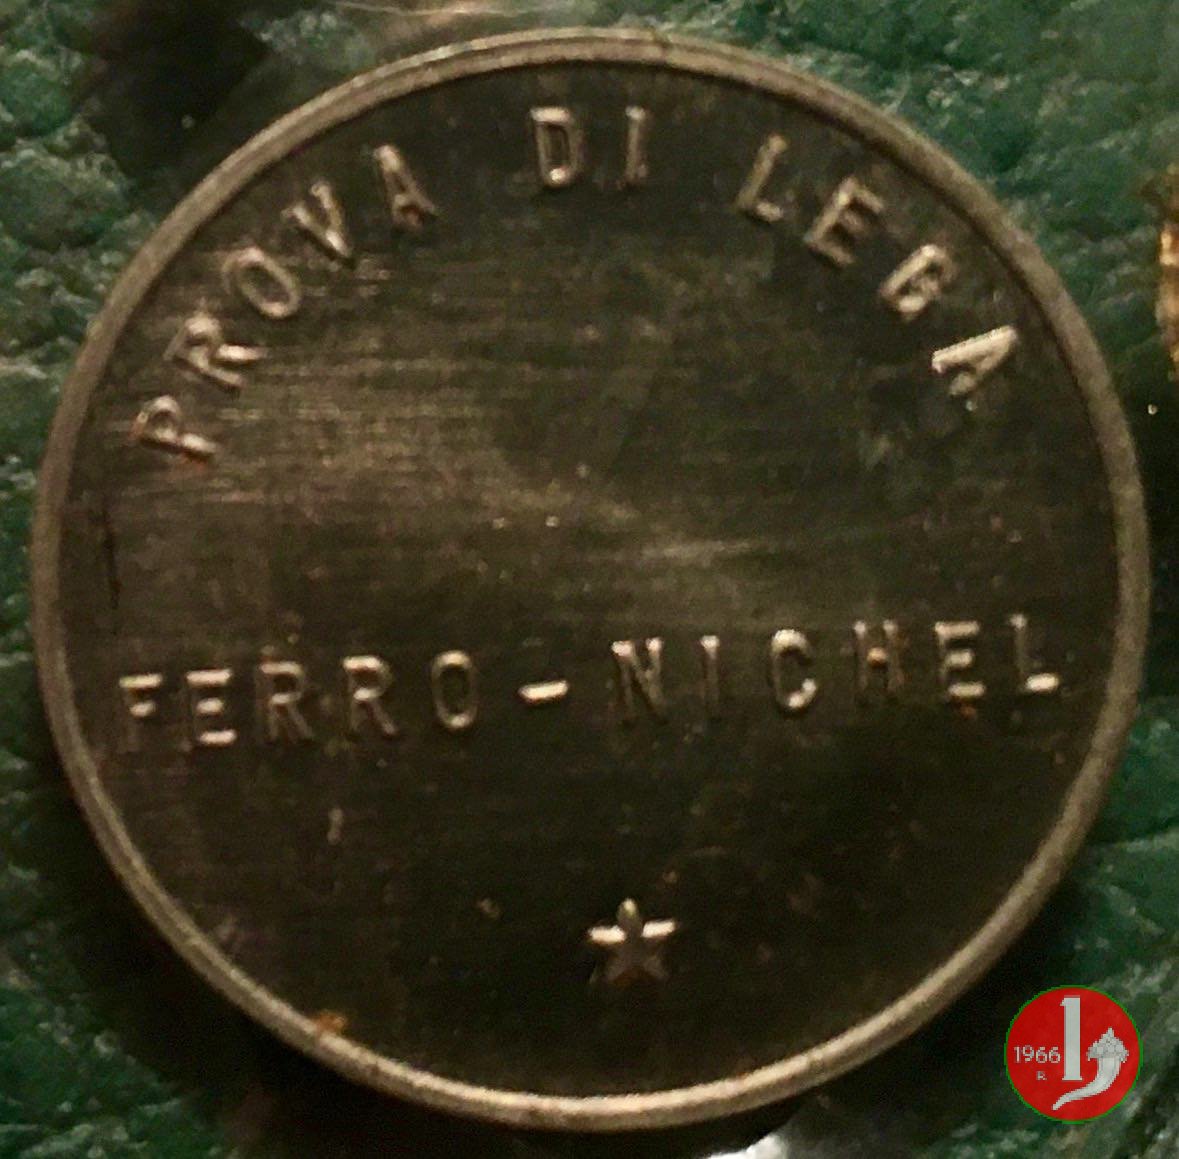 PROVA DI LEGA
FERRO-NICHEL
1966
R